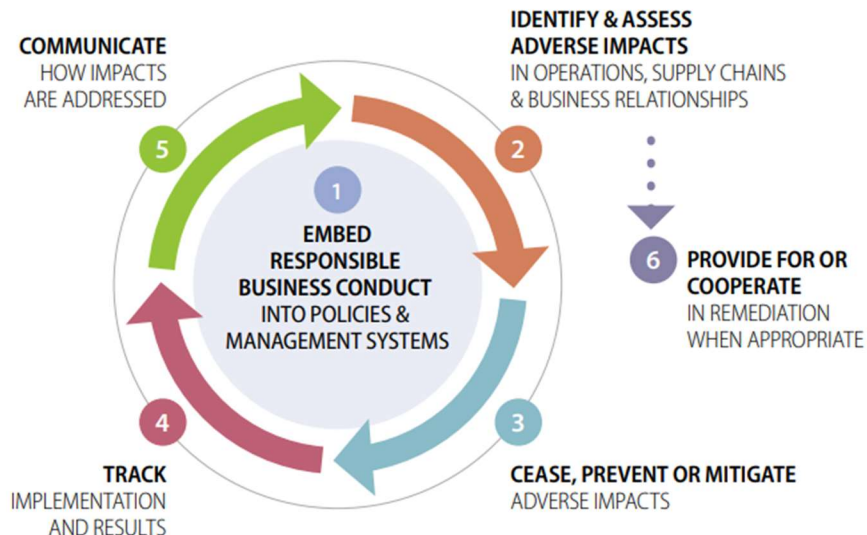 1
EMBED
RESPONSIBLE
BUSINESS CONDUCT
INTO POLICIES &
MANAGEMENT SYSTEMS
2
IDENTIFY & ASSESS
ADVERSE IMPACTS
IN OPERATIONS, SUPPLY CHAINS
& BUSINESS RELATIONSHIPS
3
CEASE, PREVENT OR MITIGATE
ADVERSE IMPACTS
4
TRACK
IMPLEMENTATION
AND RESULTS
5
COMMUNICATE
HOW IMPACTS
ARE ADDRESSED
6
PROVIDE FOR OR
COOPERATE
IN REMEDIATION
WHEN APPROPRIATE